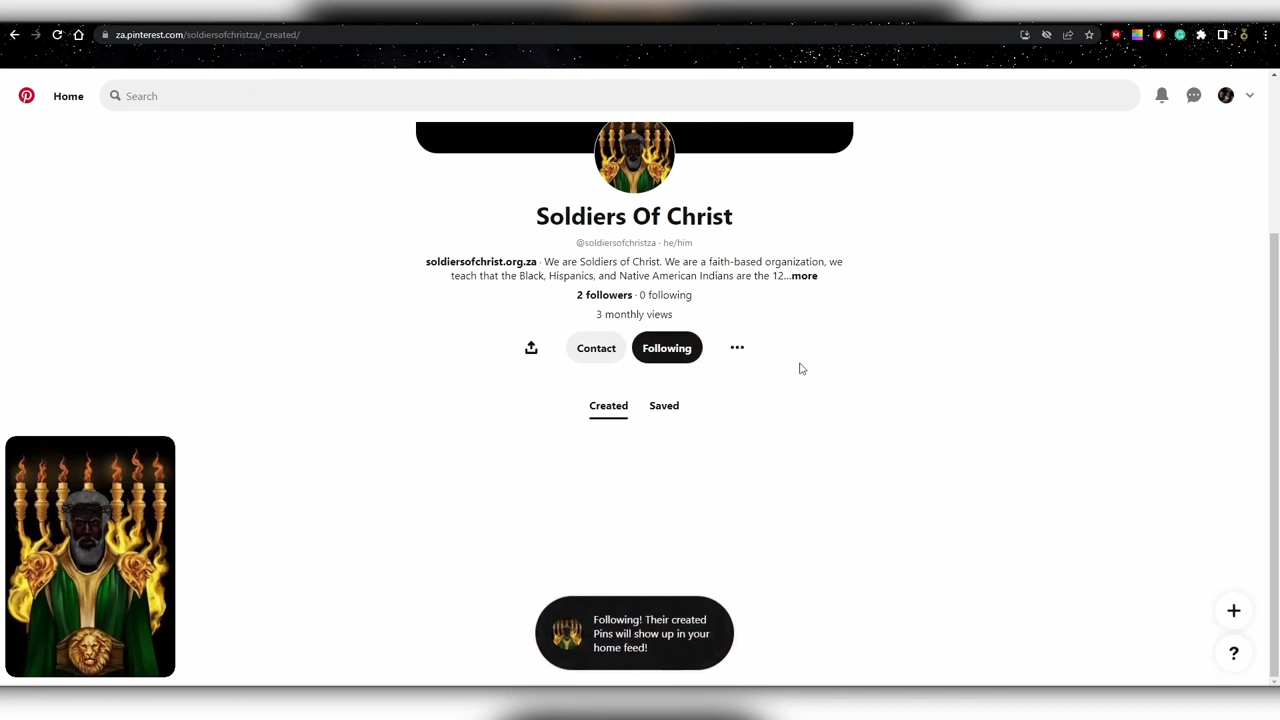 za.pinterest.com/soldiersofchristza/_created/
Home
Search
Soldiers Of Christ
@soldiersofchristza · he/him
soldiersofchrist.org.za · We are Soldiers of Christ. We are a faith-based organization, we
teach that the Black, Hispanics, and Native American Indians are the 12...more
2 followers · 0 following
3 monthly views
Contact
Following
Created
Saved
Following! Their created
Pins will show up in your
home feed!
?